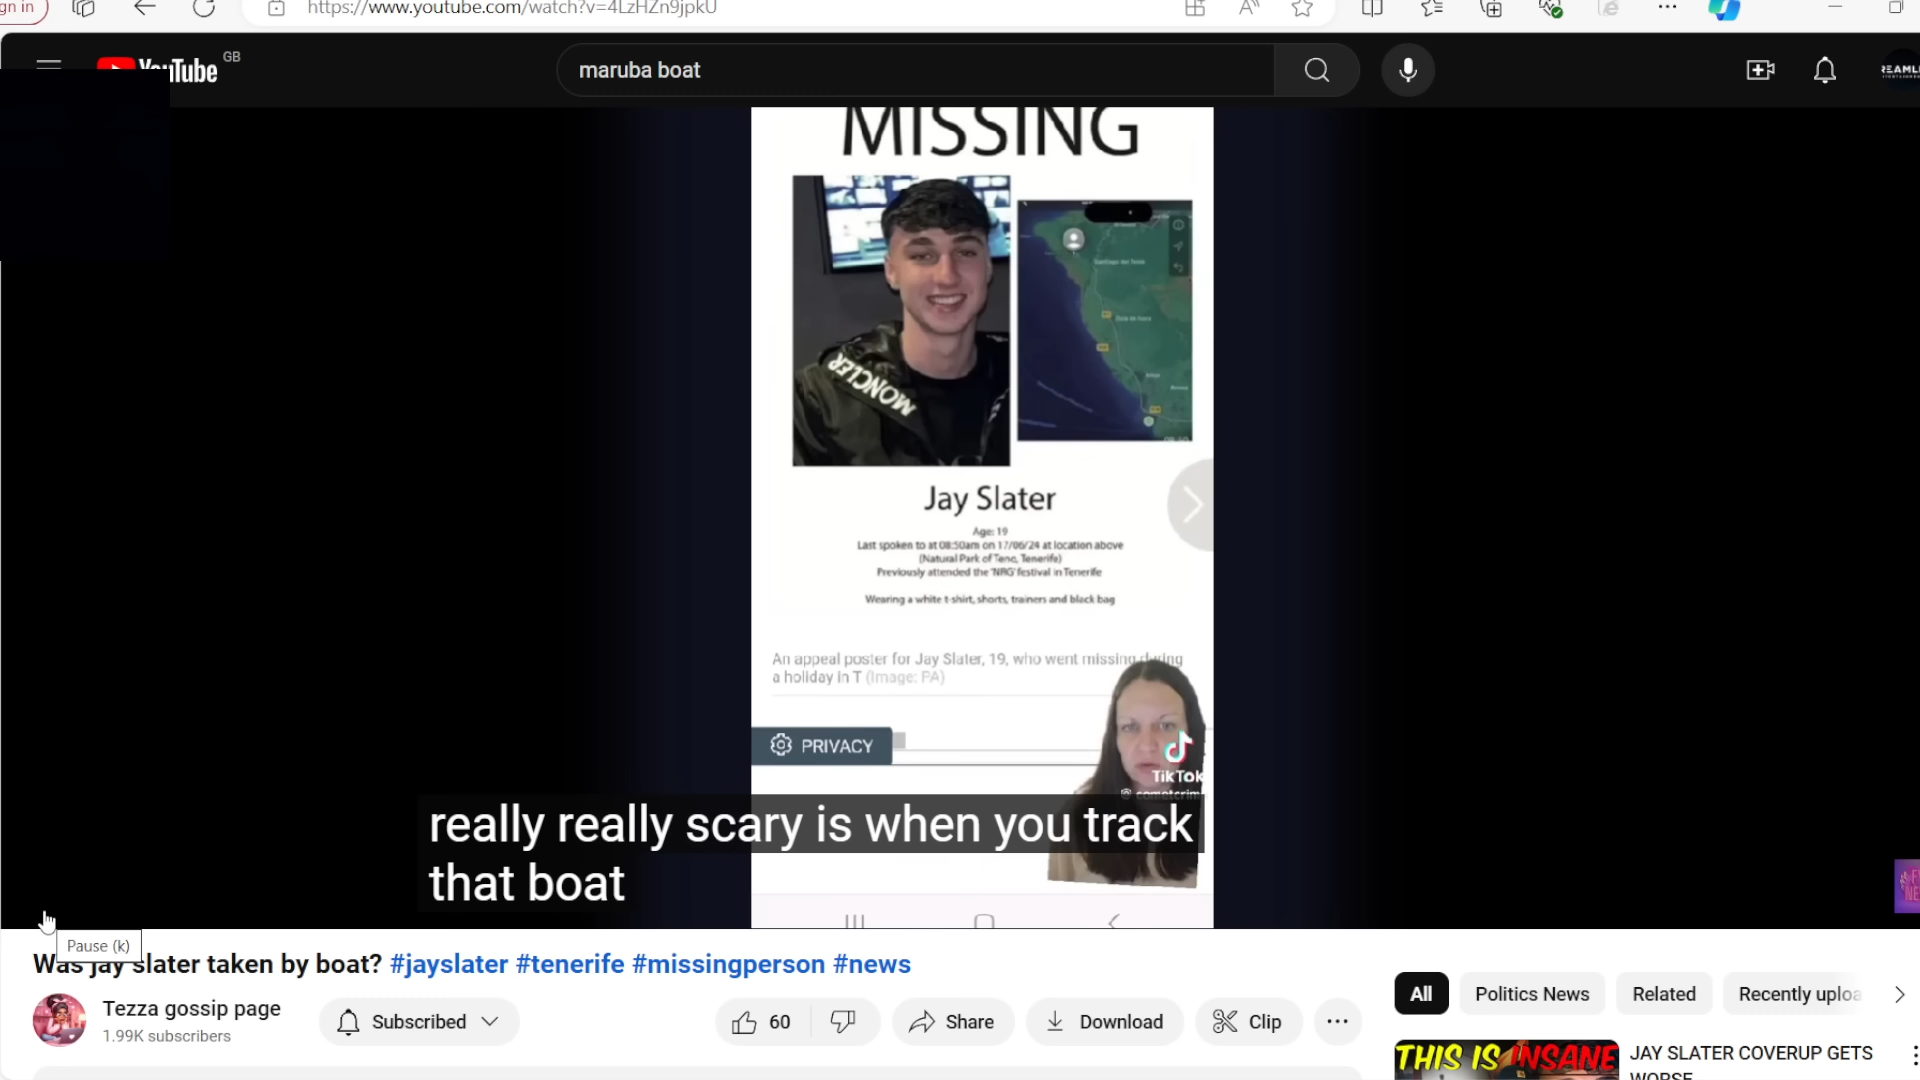 gn in
https://www.youtube.com/watch?v=4LzHZn9jpkU
YouTube GB
maruba boat
MISSING
MONCLER
Jay Slater
Age: 19
Last spoken to at 08:50am on 17/06/24 at location above
(Natural Park of Teno, Tenerife)
Previously attended the 'NRG' festival in Tenerife
Wearing a white t-shirt, shorts, trainers and black bag
An appeal poster for Jay Slater, 19, who went missing during
a holiday in T (Image: PA)
PRIVACY
TikTok
really really scary is when you track
that boat
Pause (k)
Was jay slater taken by boat? #jayslater #tenerife #missingperson #news
Tezza gossip page
1.99K subscribers
Subscribed
60
Share
Download
Clip
All
Politics News
Related
Recently uploa
THIS IS INSANE
JAY SLATER COVERUP GETS
WORSE